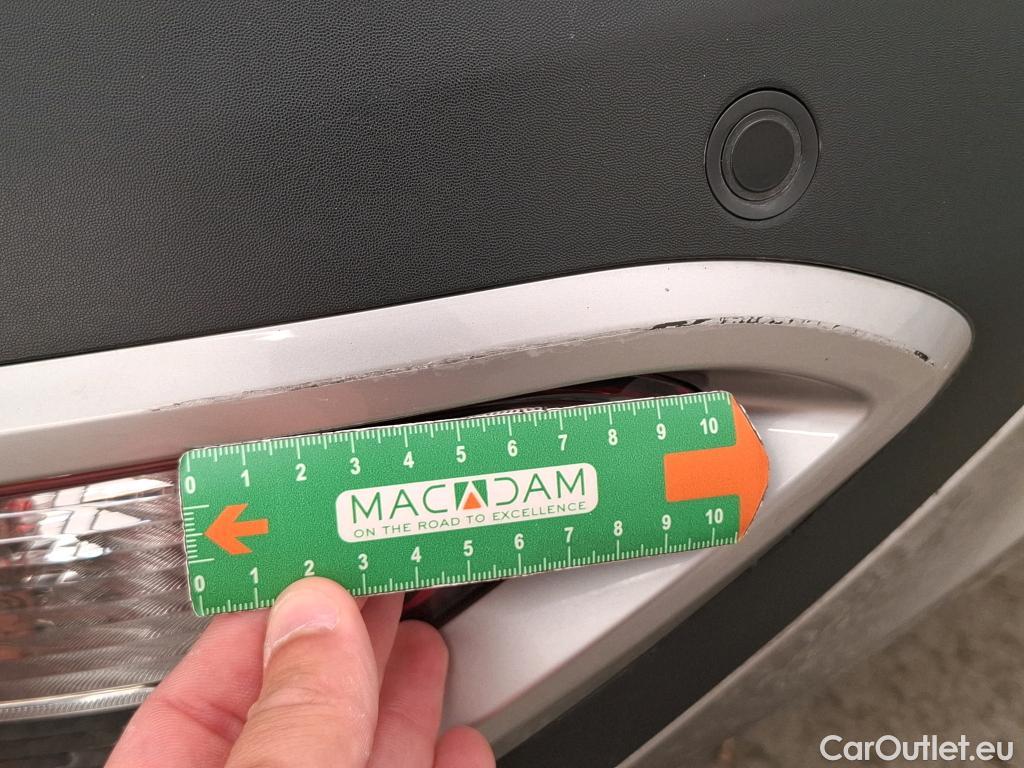 0 1 2 3 4 5 6 7 8 9 10
MACADAM
ON THE ROAD TO EXCELLENCE
0 1 2 3 4 5 6 7 8 9 10
CarOutlet.eu